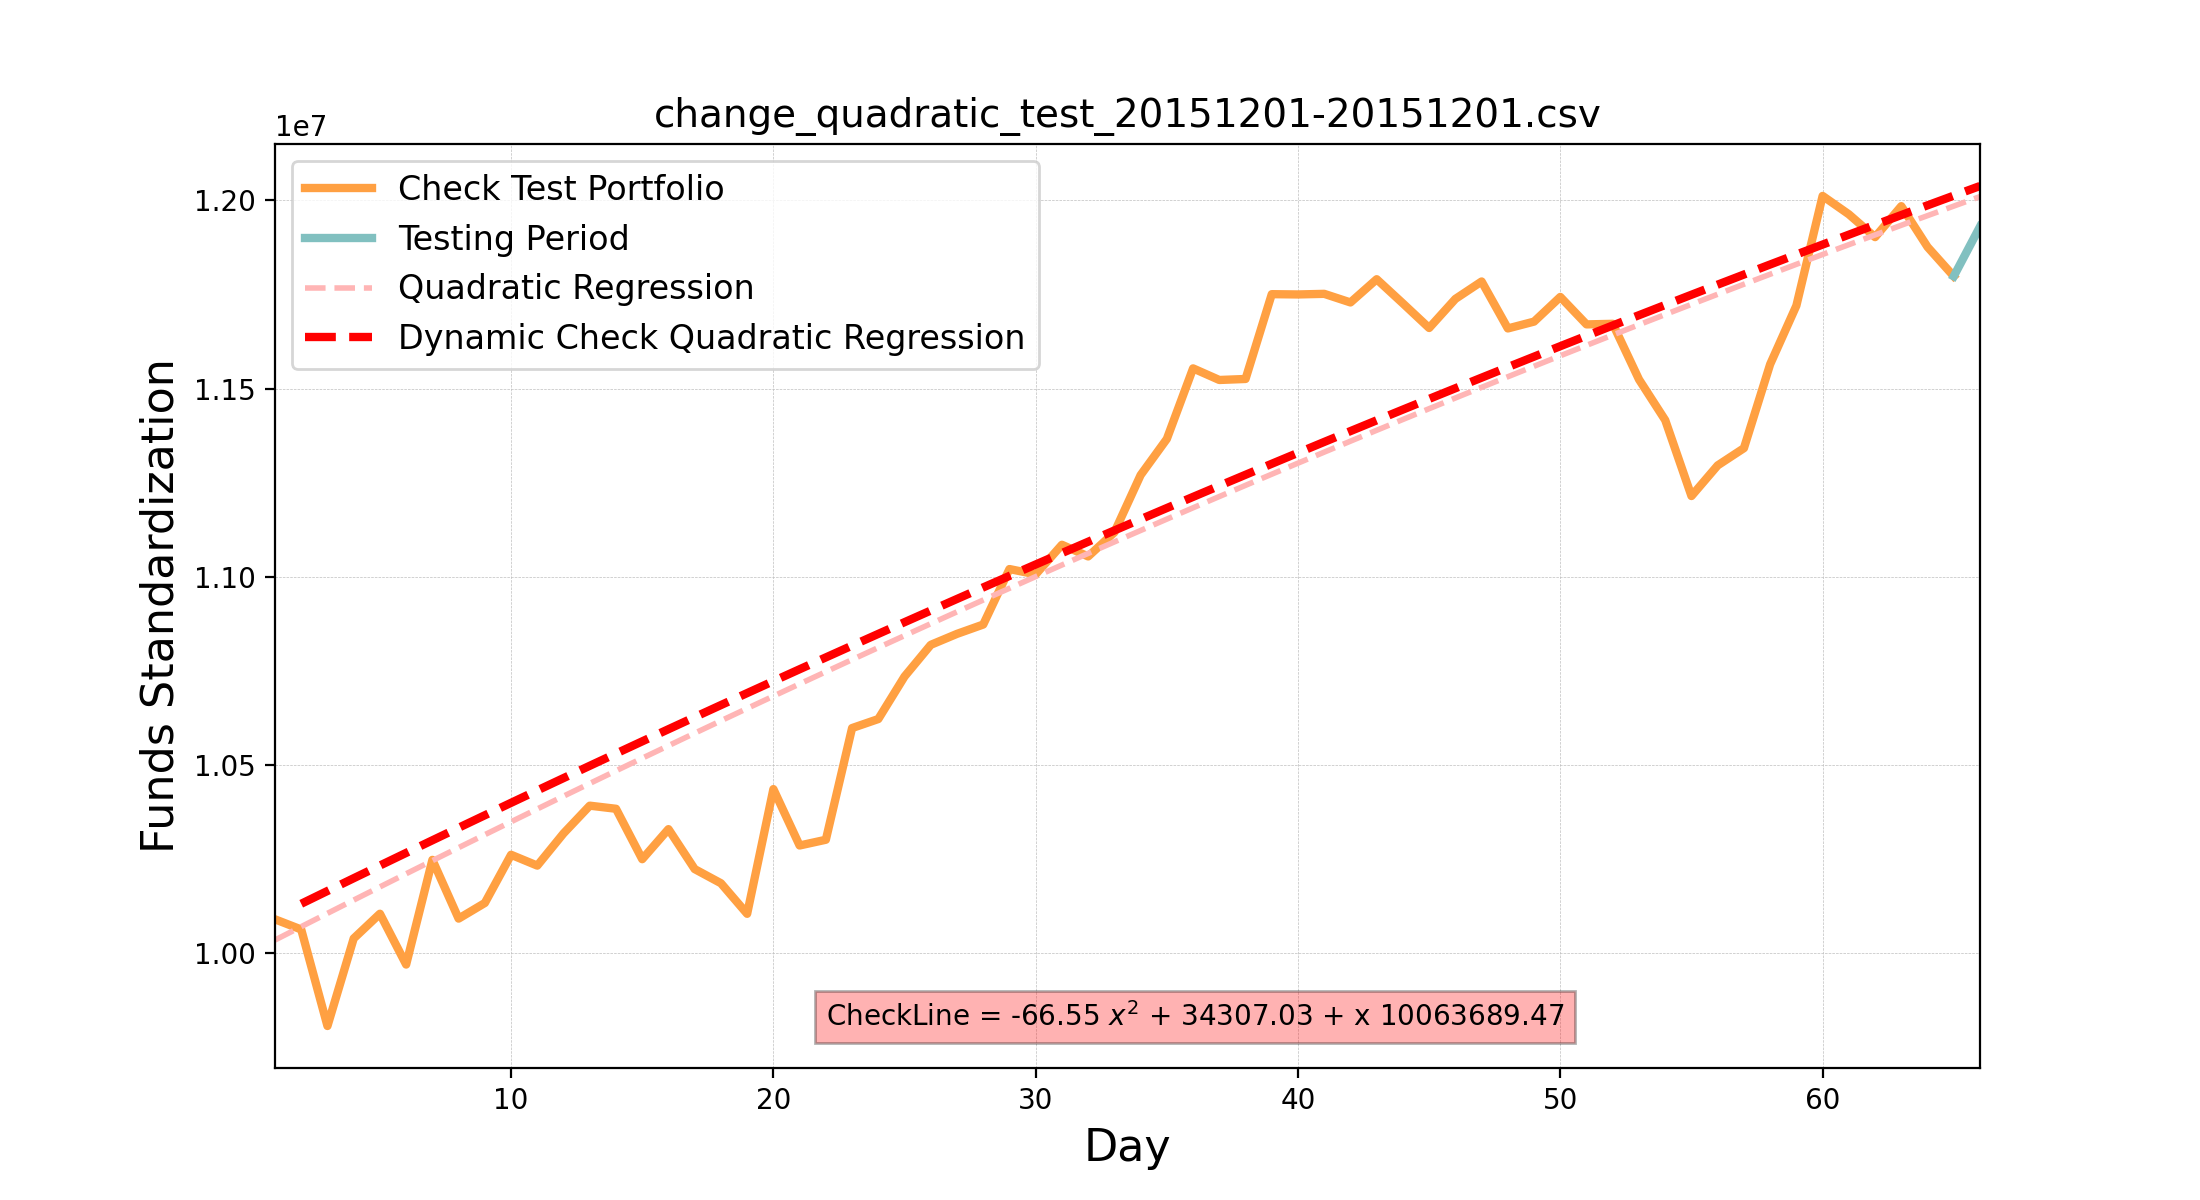 change_quadratic_test_20151201-20151201.csv
1e7
Check Test Portfolio
Testing Period
Quadratic Regression
Dynamic Check Quadratic Regression
1.20
1.15
1.10
1.05
1.00
Funds Standardization
CheckLine = -66.55 x² + 34307.03 + x 10063689.47
10 20 30 40 50 60
Day